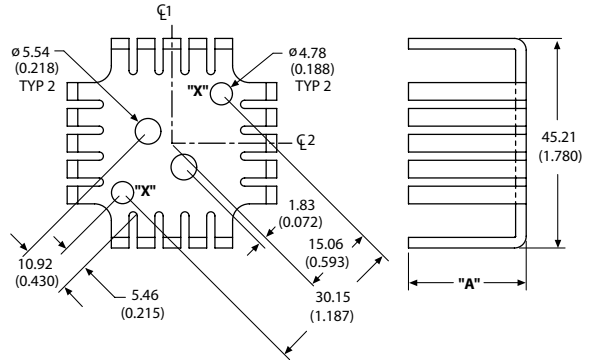 ℄1
ø 5.54
(0.218)
TYP 2
ø 4.78
(0.188)
TYP 2
"X"
℄2
45.21
(1.780)
"X"
1.83
(0.072)
15.06
(0.593)
10.92
(0.430)
30.15
(1.187)
5.46
(0.215)
"A"